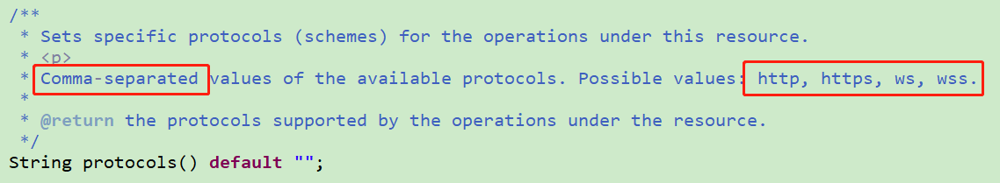 /**
 * Sets specific protocols (schemes) for the operations under this resource.
 * <p>
 * Comma-separated values of the available protocols. Possible values: http, https, ws, wss.
 *
 * @return the protocols supported by the operations under the resource.
 */
String protocols() default "";